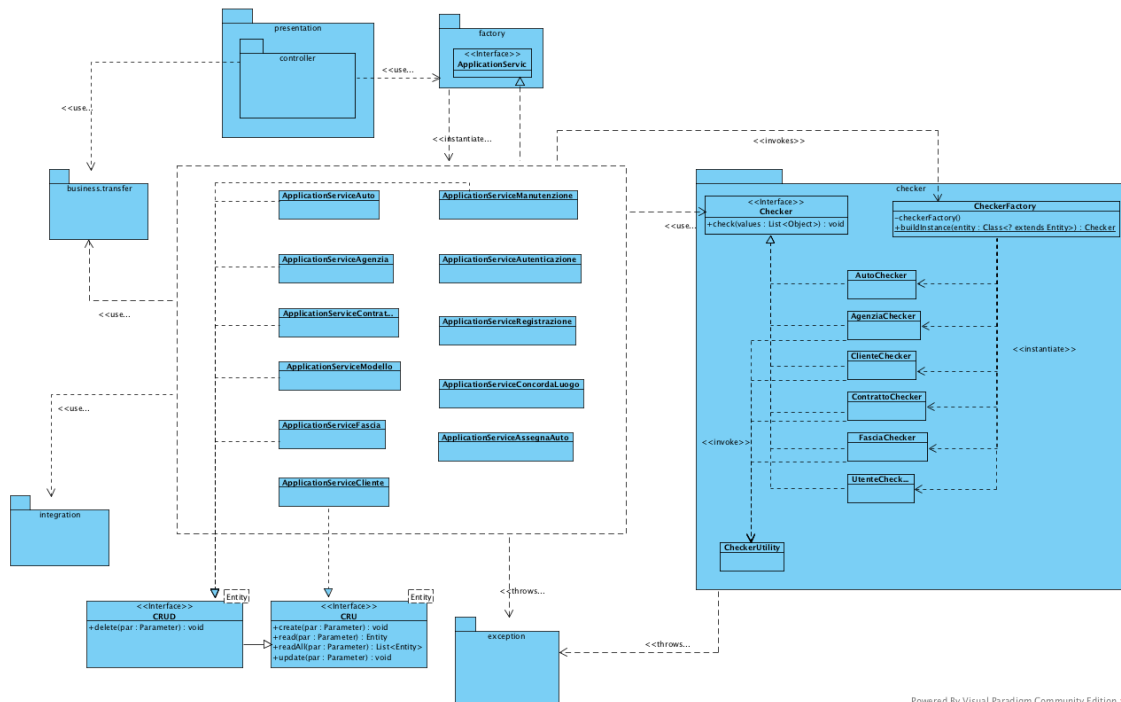 presentation
controller
factory
<<Interface>>
ApplicationServic
<<use...
<<use...
<<instantiate...
<<invokes>>
business.transfer
checker
<<Interface>>
Checker
+check(values : List<Object>) : void
CheckerFactory
-checkerFactory()
+buildInstance(entity : Class<? extends Entity>) : Checker
<<use...
ApplicationServiceAuto
ApplicationServiceManutenzione
ApplicationServiceAgenzia
ApplicationServiceAutenticazione
ApplicationServiceContrat...
ApplicationServiceRegistrazione
ApplicationServiceModello
ApplicationServiceConcordaLuogo
ApplicationServiceFascia
ApplicationServiceAssegnaAuto
ApplicationServiceCliente
<<use...
<<use...
AutoChecker
AgenziaChecker
ClienteChecker
ContrattoChecker
FasciaChecker
UtenteCheck...
<<instantiate>>
<<invoke>>
CheckerUtility
integration
<<throws...
<<throws...
exception
Entity
<<Interface>>
CRUD
+delete(par : Parameter) : void
Entity
<<Interface>>
CRU
+create(par : Parameter) : void
+read(par : Parameter) : Entity
+readAll(par : Parameter) : List<Entity>
+update(par : Parameter) : void
Powered By Visual Paradigm Community Edition